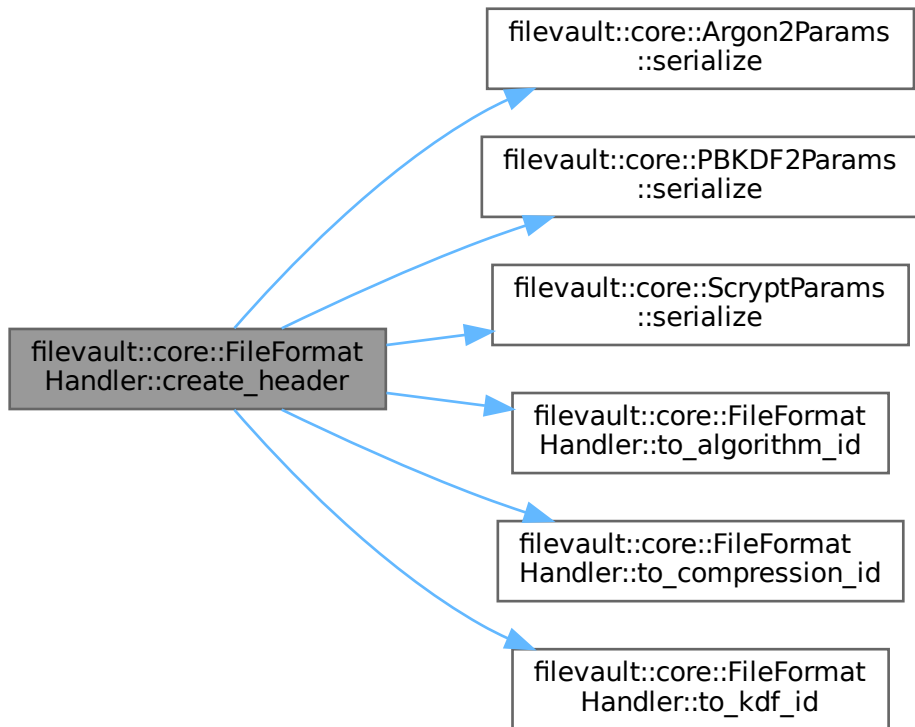 filevault::core::Argon2Params
::serialize
filevault::core::PBKDF2Params
::serialize
filevault::core::ScryptParams
::serialize
filevault::core::FileFormat
Handler::create_header
filevault::core::FileFormat
Handler::to_algorithm_id
filevault::core::FileFormat
Handler::to_compression_id
filevault::core::FileFormat
Handler::to_kdf_id